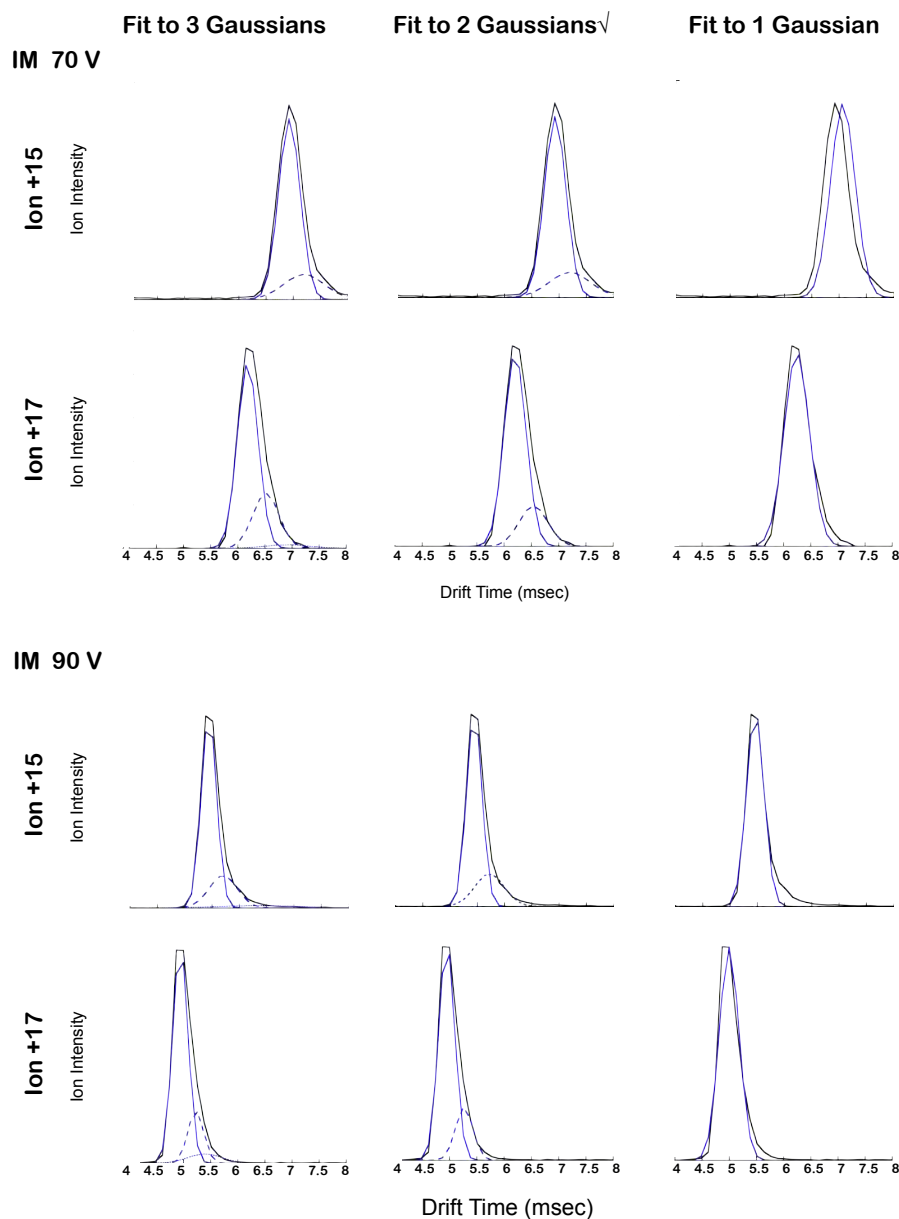 Fit to 3 Gaussians
Fit to 2 Gaussians√
Fit to 1 Gaussian
IM 70 V
Ion +15
Ion Intensity
Ion +17
Ion Intensity
4 4.5 5 5.5 6 6.5 7 7.5 8
4 4.5 5 5.5 6 6.5 7 7.5 8
4 4.5 5 5.5 6 6.5 7 7.5 8
Drift Time (msec)
IM 90 V
Ion +15
Ion Intensity
Ion +17
Ion Intensity
4 4.5 5 5.5 6 6.5 7 7.5 8
4 4.5 5 5.5 6 6.5 7 7.5 8
4 4.5 5 5.5 6 6.5 7 7.5 8
Drift Time (msec)